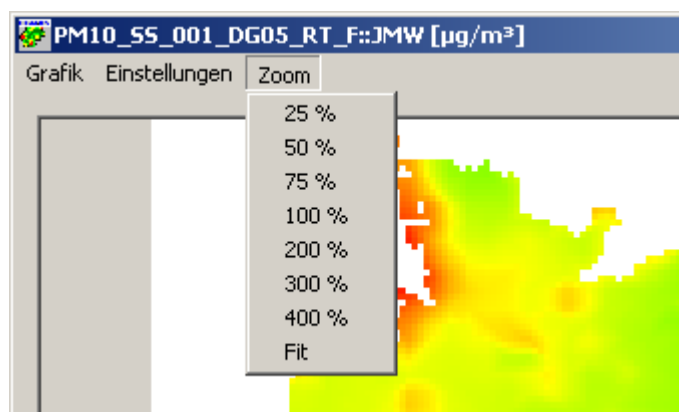 PM10_SS_001_DG05_RT_F::JMW [µg/m³]
Grafik Einstellungen Zoom
25 %
50 %
75 %
100 %
200 %
300 %
400 %
Fit